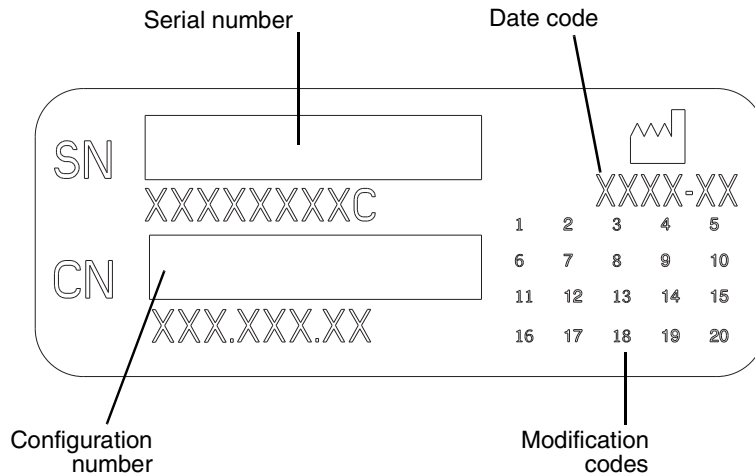 Serial number
Date code
SN
XXXXXXXXC
XXXX-XX
1 2 3 4 5
6 7 8 9 10
11 12 13 14 15
16 17 18 19 20
CN
XXX.XXX.XX
Configuration
number
Modification
codes